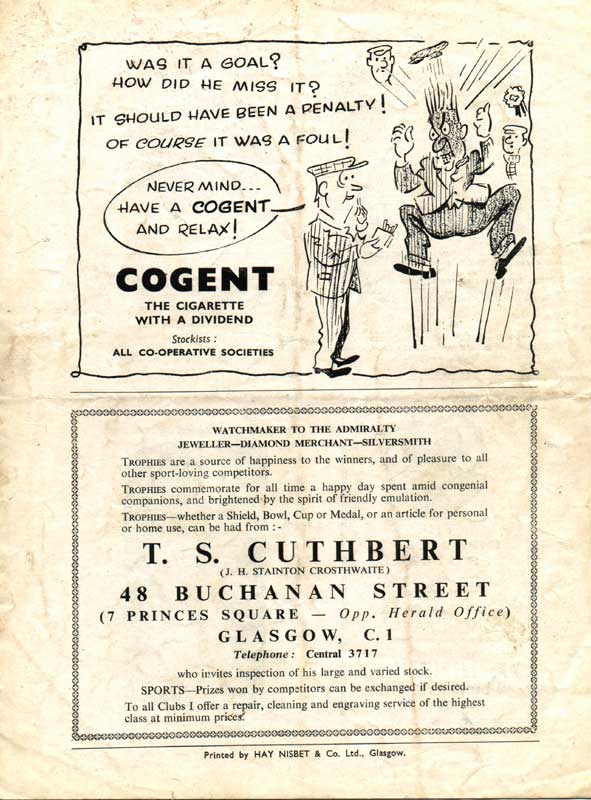 WAS IT A GOAL?
HOW DID HE MISS IT?
IT SHOULD HAVE BEEN A PENALTY!
OF COURSE IT WAS A FOUL!
NEVER MIND...
HAVE A COGENT
AND RELAX!
COGENT
THE CIGARETTE
WITH A DIVIDEND
Stockists:
ALL CO-OPERATIVE SOCIETIES
WATCHMAKER TO THE ADMIRALTY
JEWELLER—DIAMOND MERCHANT—SILVERSMITH
TROPHIES are a source of happiness to the winners, and of pleasure to all
other sport-loving competitors.
TROPHIES commemorate for all time a happy day spent amid congenial
companions, and brightened by the spirit of friendly emulation.
TROPHIES—whether a Shield, Bowl, Cup or Medal, or an article for personal
or home use, can be had from :-
T. S. CUTHBERT
(J. H. STAINTON CROSTHWAITE)
48 BUCHANAN STREET
(7 PRINCES SQUARE — Opp. Herald Office)
GLASGOW, C.1
Telephone: Central 3717
who invites inspection of his large and varied stock.
SPORTS—Prizes won by competitors can be exchanged if desired.
To all Clubs I offer a repair, cleaning and engraving service of the highest
class at minimum prices.
Printed by HAY NISBET & Co. Ltd., Glasgow.